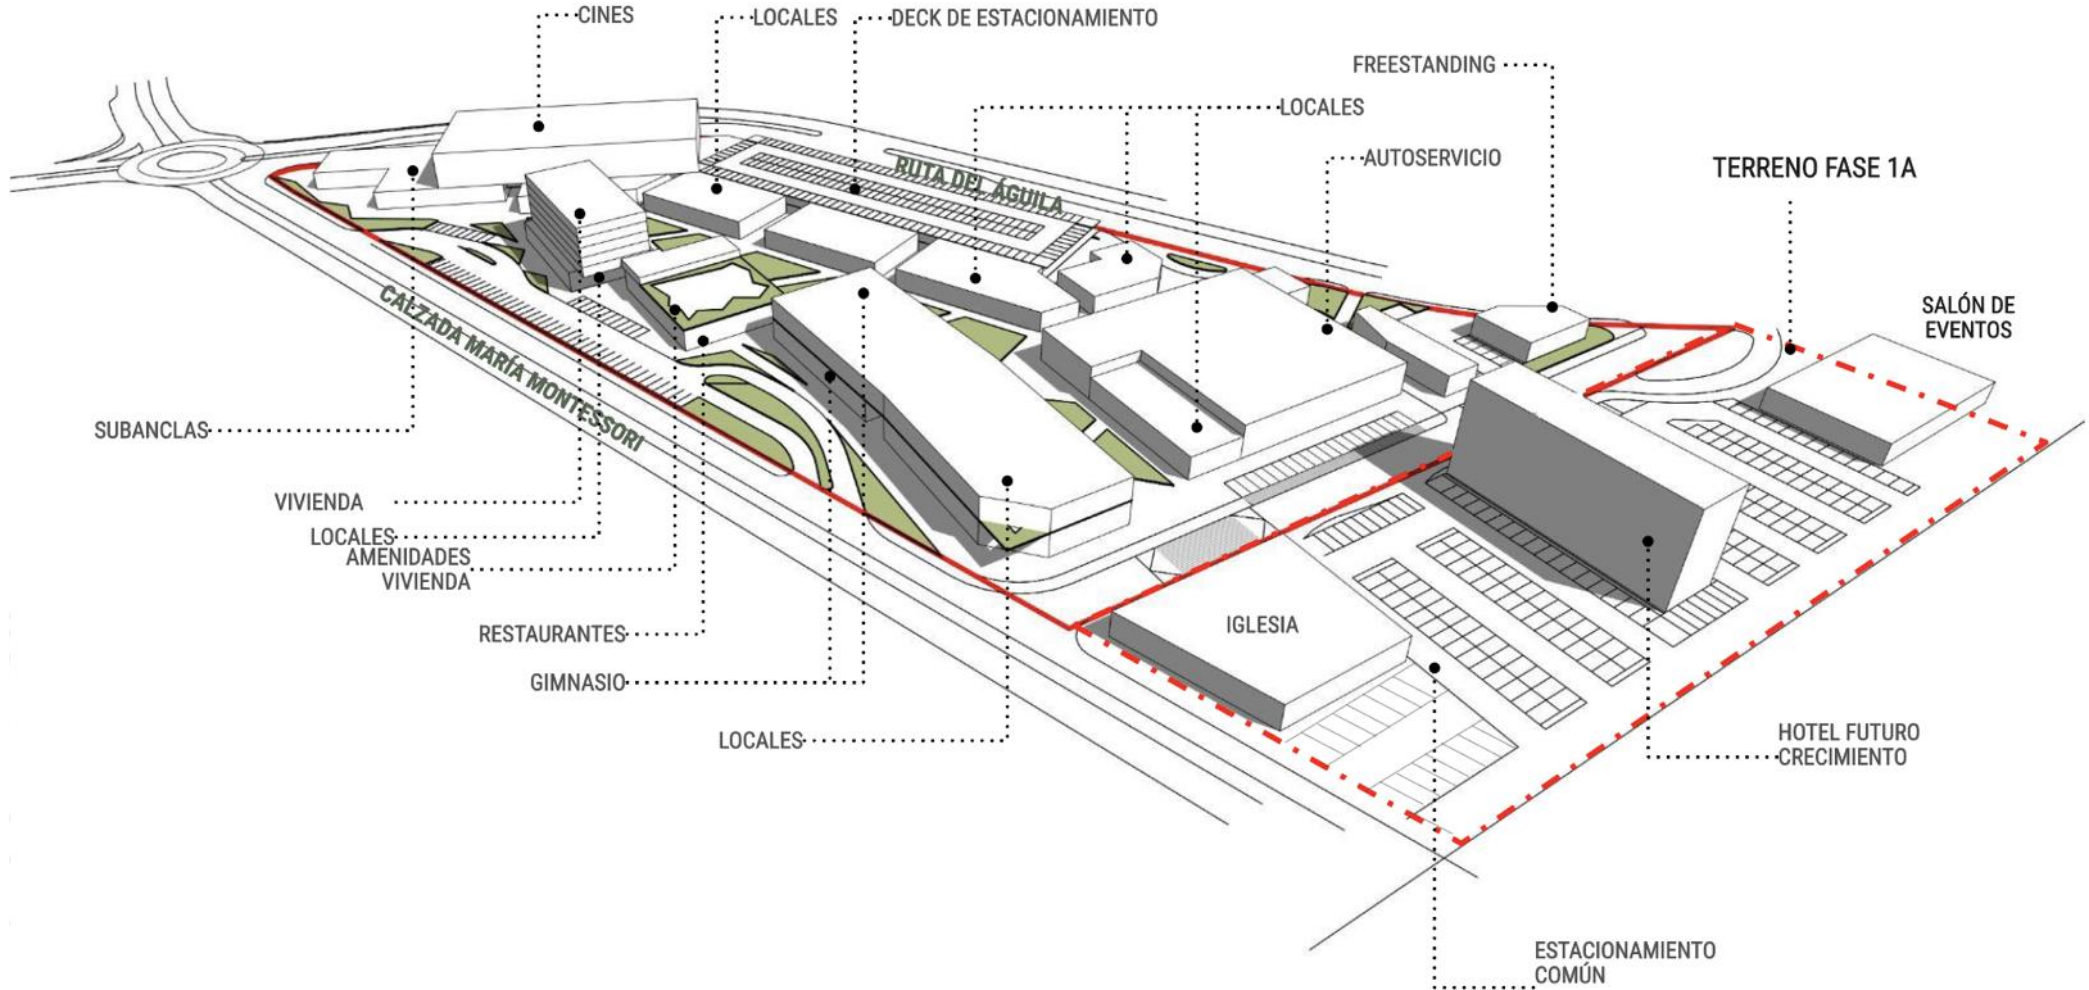 CINES
LOCALES
DECK DE ESTACIONAMIENTO
FREESTANDING
LOCALES
AUTOSERVICIO
TERRENO FASE 1A
RUTA DEL ÁGUILA
SALÓN DE
EVENTOS
CALZADA MARÍA MONTESSORI
SUBANCLAS
VIVIENDA
LOCALES
AMENIDADES
VIVIENDA
RESTAURANTES
IGLESIA
GIMNASIO
LOCALES
HOTEL FUTURO
CRECIMIENTO
ESTACIONAMIENTO
COMÚN